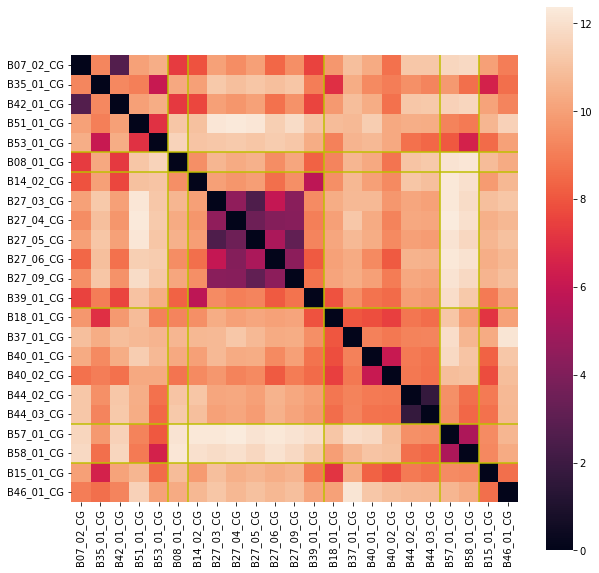 B07_02_CG
B35_01_CG
B42_01_CG
B51_01_CG
B53_01_CG
B08_01_CG
B14_02_CG
B27_03_CG
B27_04_CG
B27_05_CG
B27_06_CG
B27_09_CG
B39_01_CG
B18_01_CG
B37_01_CG
B40_01_CG
B40_02_CG
B44_02_CG
B44_03_CG
B57_01_CG
B58_01_CG
B15_01_CG
B46_01_CG
B07_02_CG
B35_01_CG
B42_01_CG
B51_01_CG
B53_01_CG
B08_01_CG
B14_02_CG
B27_03_CG
B27_04_CG
B27_05_CG
B27_06_CG
B27_09_CG
B39_01_CG
B18_01_CG
B37_01_CG
B40_01_CG
B40_02_CG
B44_02_CG
B44_03_CG
B57_01_CG
B58_01_CG
B15_01_CG
B46_01_CG
12
10
8
6
4
2
0